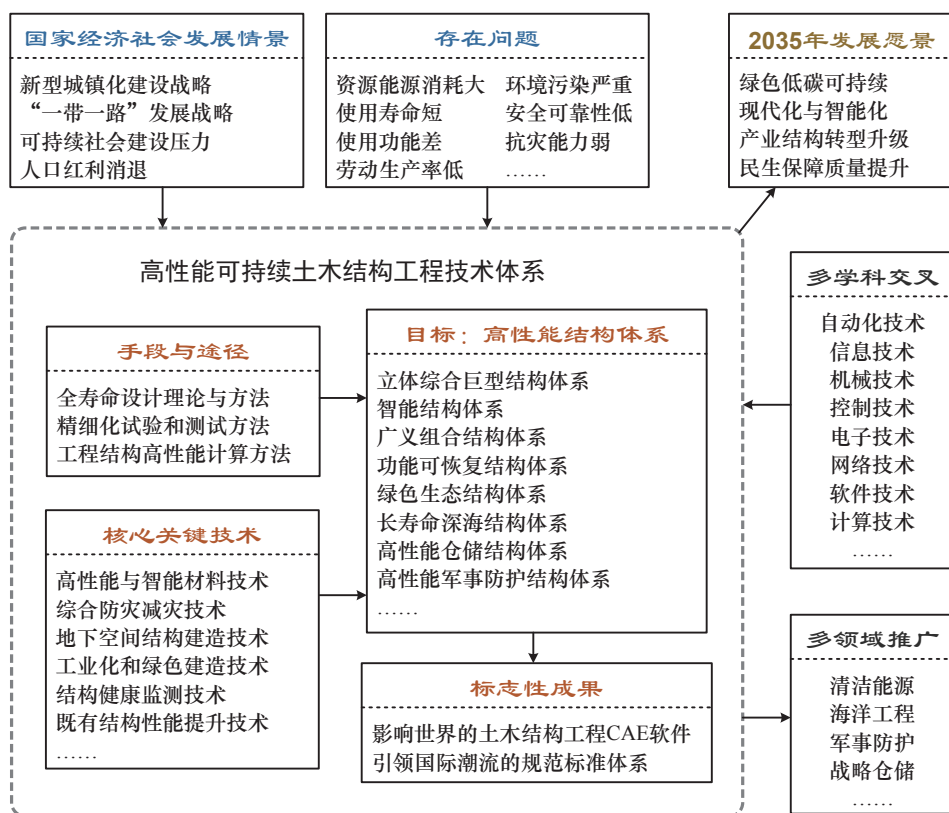 国家经济社会发展情景
新型城镇化建设战略
“一带一路”发展战略
可持续社会建设压力
人口红利消退
存在问题
资源能源消耗大 环境污染严重
使用寿命短 安全可靠性低
使用功能差 抗灾能力弱
劳动生产率低 ……
2035年发展愿景
绿色低碳可持续
现代化与智能化
产业结构转型升级
民生保障质量提升
高性能可持续土木结构工程技术体系
手段与途径
全寿命设计理论与方法
精细化试验和测试方法
工程结构高性能计算方法
核心关键技术
高性能与智能材料技术
综合防灾减灾技术
地下空间结构建造技术
工业化和绿色建造技术
结构健康监测技术
既有结构性能提升技术
……
目标：高性能结构体系
立体综合巨型结构体系
智能结构体系
广义组合结构体系
功能可恢复结构体系
绿色生态结构体系
长寿命深海结构体系
高性能仓储结构体系
高性能军事防护结构体系
……
标志性成果
影响世界的土木结构工程CAE软件
引领国际潮流的规范标准体系
多学科交叉
自动化技术
信息技术
机械技术
控制技术
电子技术
网络技术
软件技术
计算技术
……
多领域推广
清洁能源
海洋工程
军事防护
战略仓储
……